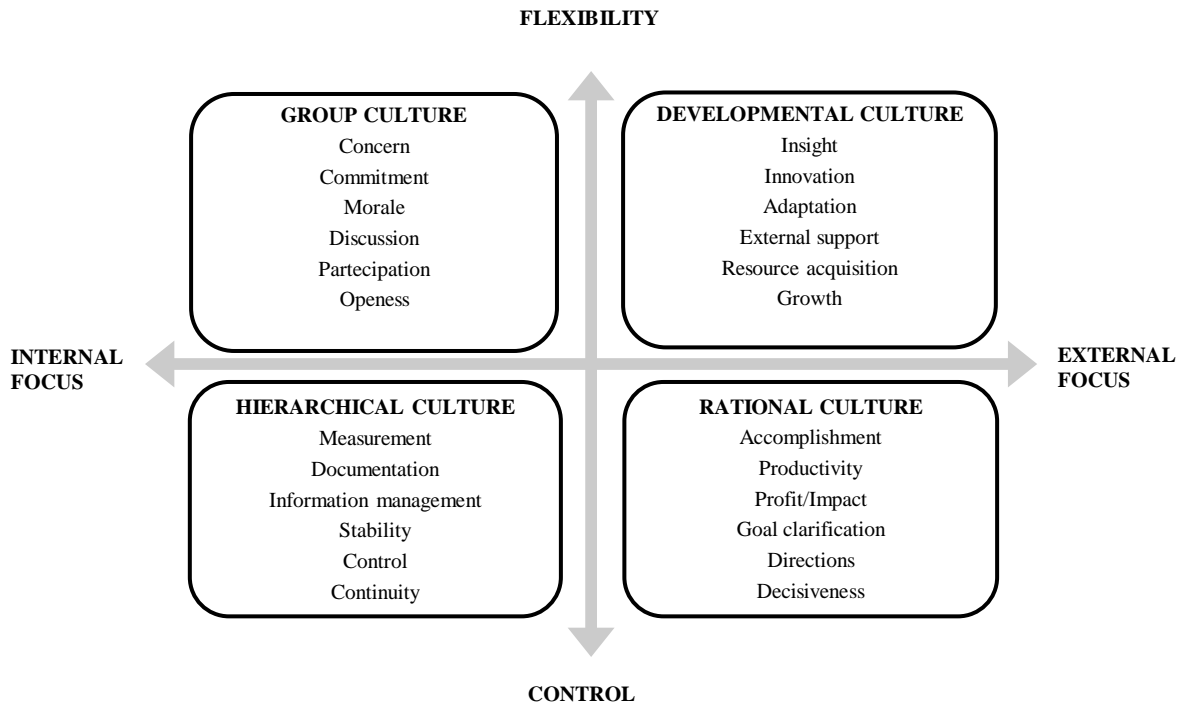 FLEXIBILITY
GROUP CULTURE
Concern
Commitment
Morale
Discussion
Partecipation
Openess
DEVELOPMENTAL CULTURE
Insight
Innovation
Adaptation
External support
Resource acquisition
Growth
INTERNAL
FOCUS
EXTERNAL
FOCUS
HIERARCHICAL CULTURE
Measurement
Documentation
Information management
Stability
Control
Continuity
RATIONAL CULTURE
Accomplishment
Productivity
Profit/Impact
Goal clarification
Directions
Decisiveness
CONTROL